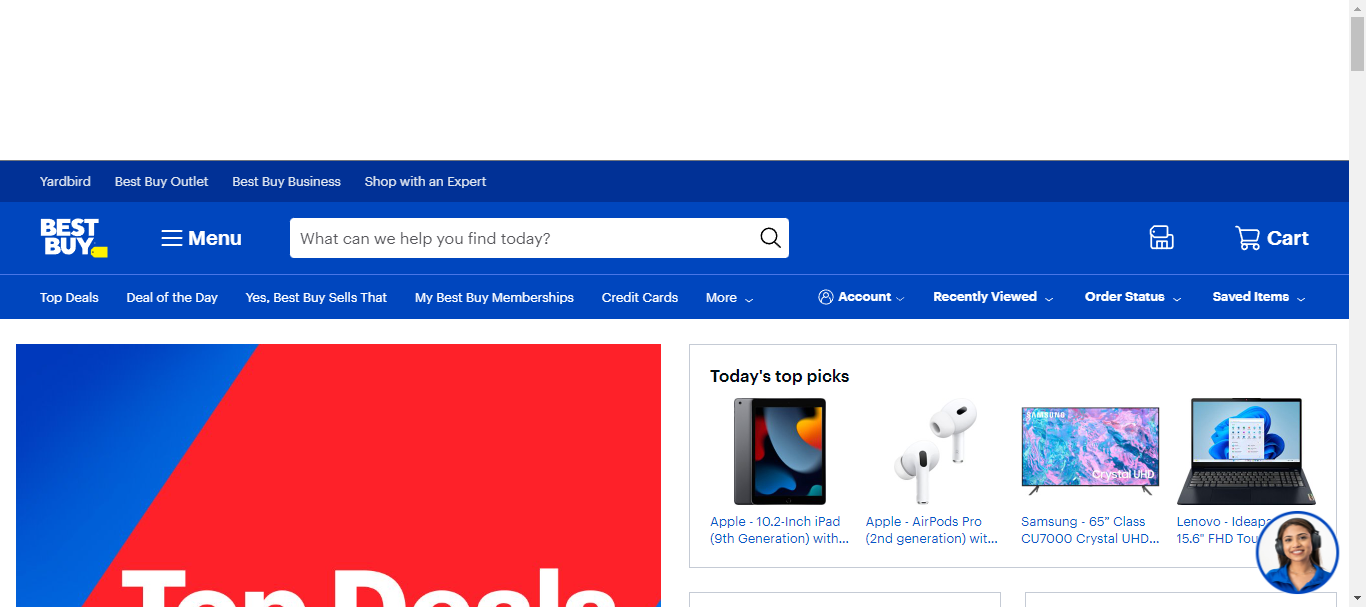 Yardbird Best Buy Outlet Best Buy Business Shop with an Expert
BEST
BUY
Menu
What can we help you find today?
Cart
Top Deals Deal of the Day Yes, Best Buy Sells That My Best Buy Memberships Credit Cards More Account Recently Viewed Order Status Saved Items
Top Deals
Today's top picks
SAMSUNG
Crystal UHD
Apple - 10.2-Inch iPad
(9th Generation) with...
Apple - AirPods Pro
(2nd generation) wit...
Samsung - 65” Class
CU7000 Crystal UHD...
Lenovo - Ideapa
15.6" FHD Tou